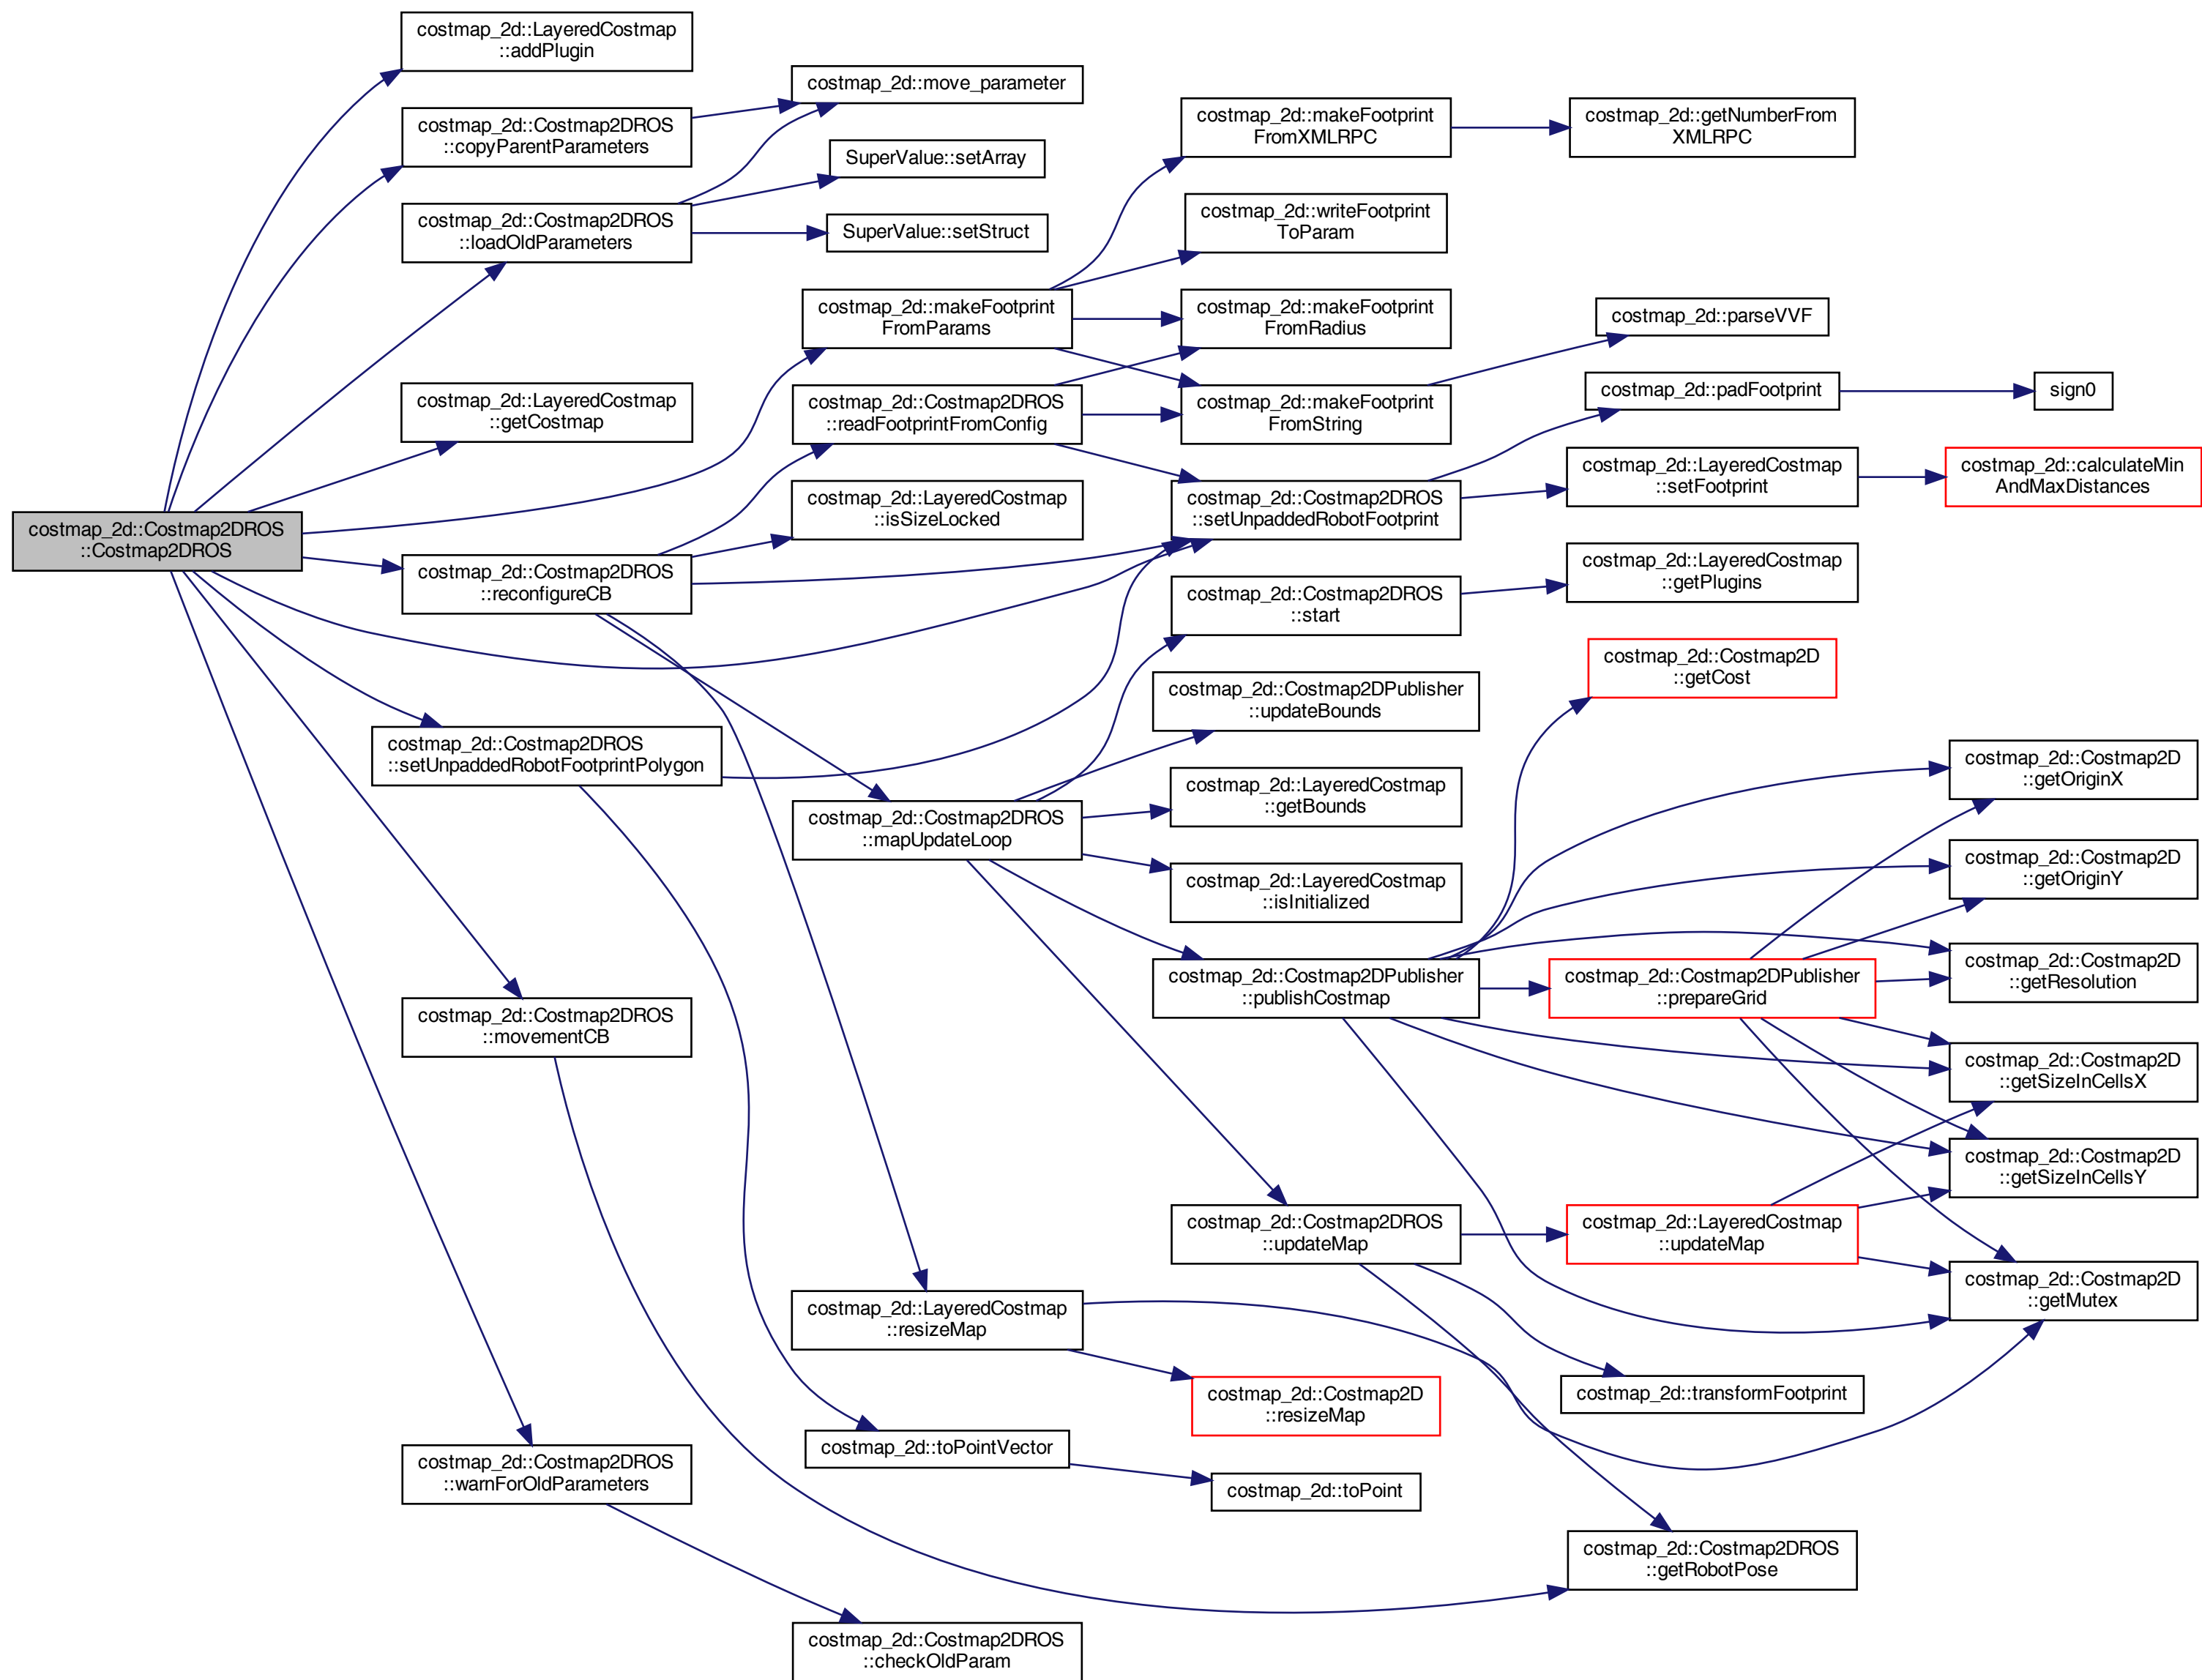 costmap_2d::LayeredCostmap
::addPlugin
costmap_2d::Costmap2DROS
::copyParentParameters
costmap_2d::Costmap2DROS
::loadOldParameters
costmap_2d::LayeredCostmap
::getCostmap
costmap_2d::Costmap2DROS
::Costmap2DROS
costmap_2d::Costmap2DROS
::reconfigureCB
costmap_2d::Costmap2DROS
::setUnpaddedRobotFootprintPolygon
costmap_2d::Costmap2DROS
::movementCB
costmap_2d::Costmap2DROS
::warnForOldParameters
costmap_2d::move_parameter
SuperValue::setArray
SuperValue::setStruct
costmap_2d::makeFootprint
FromParams
costmap_2d::Costmap2DROS
::readFootprintFromConfig
costmap_2d::LayeredCostmap
::isSizeLocked
costmap_2d::Costmap2DROS
::mapUpdateLoop
costmap_2d::LayeredCostmap
::resizeMap
costmap_2d::toPointVector
costmap_2d::Costmap2DROS
::checkOldParam
costmap_2d::makeFootprint
FromXMLRPC
costmap_2d::writeFootprint
ToParam
costmap_2d::makeFootprint
FromRadius
costmap_2d::makeFootprint
FromString
costmap_2d::Costmap2DROS
::setUnpaddedRobotFootprint
costmap_2d::Costmap2DROS
::start
costmap_2d::Costmap2DPublisher
::updateBounds
costmap_2d::LayeredCostmap
::getBounds
costmap_2d::LayeredCostmap
::isInitialized
costmap_2d::Costmap2DPublisher
::publishCostmap
costmap_2d::Costmap2DROS
::updateMap
costmap_2d::Costmap2D
::resizeMap
costmap_2d::toPoint
costmap_2d::getNumberFrom
XMLRPC
costmap_2d::parseVVF
costmap_2d::padFootprint
costmap_2d::LayeredCostmap
::setFootprint
costmap_2d::LayeredCostmap
::getPlugins
costmap_2d::Costmap2D
::getCost
costmap_2d::Costmap2DPublisher
::prepareGrid
costmap_2d::LayeredCostmap
::updateMap
costmap_2d::transformFootprint
costmap_2d::Costmap2DROS
::getRobotPose
sign0
costmap_2d::calculateMin
AndMaxDistances
costmap_2d::Costmap2D
::getOriginX
costmap_2d::Costmap2D
::getOriginY
costmap_2d::Costmap2D
::getResolution
costmap_2d::Costmap2D
::getSizeInCellsX
costmap_2d::Costmap2D
::getSizeInCellsY
costmap_2d::Costmap2D
::getMutex